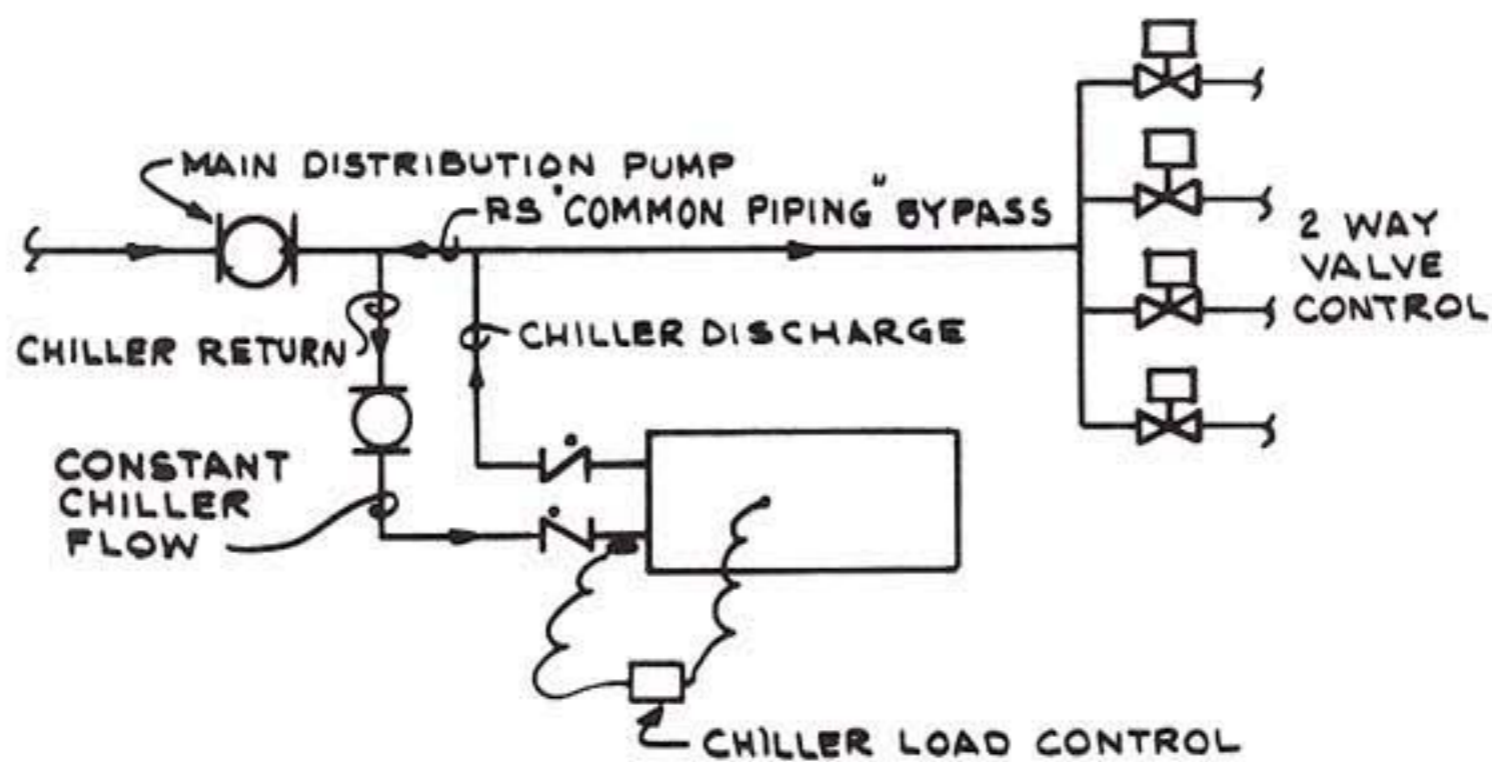 MAIN DISTRIBUTION PUMP
RS "COMMON PIPING" BYPASS
2 WAY
VALVE
CONTROL
CHILLER RETURN
CHILLER DISCHARGE
CONSTANT
CHILLER
FLOW
CHILLER LOAD CONTROL